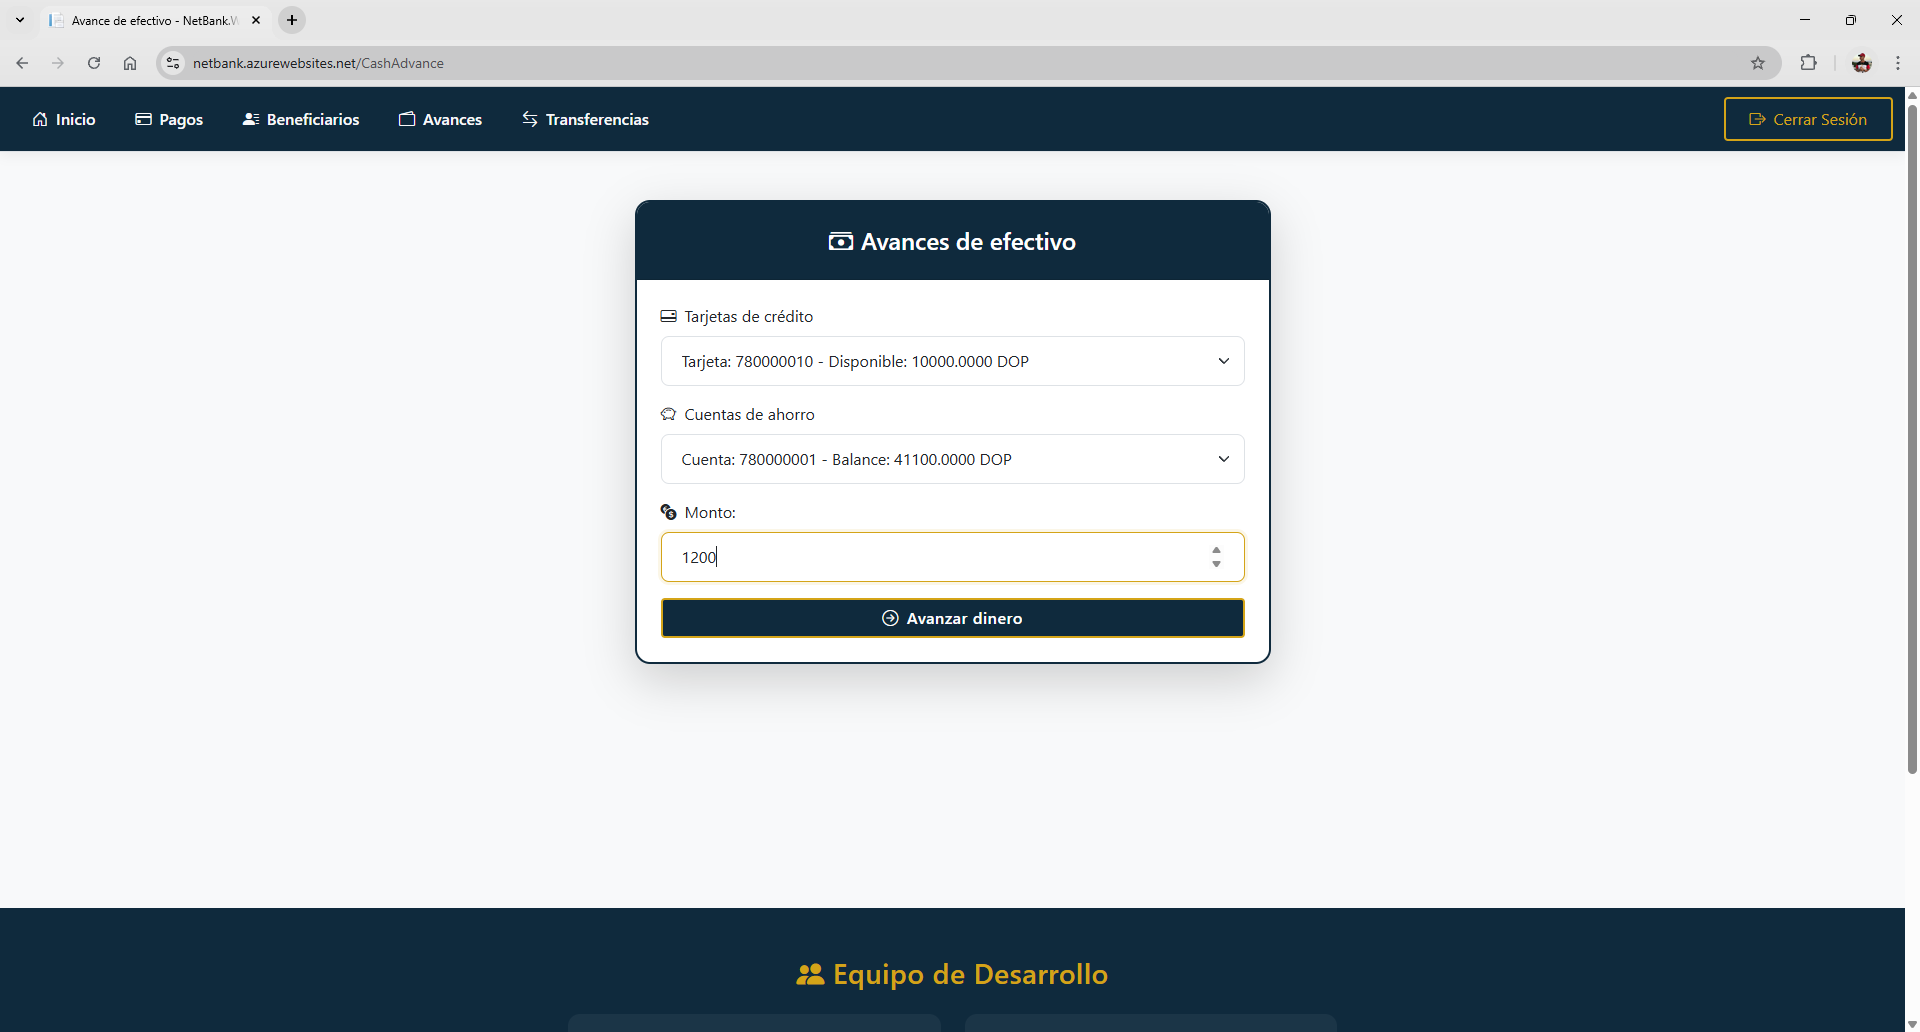 Avance de efectivo - NetBank.W
netbank.azurewebsites.net/CashAdvance
Inicio
Pagos
Beneficiarios
Avances
Transferencias
Cerrar Sesión
Avances de efectivo
Tarjetas de crédito
Tarjeta: 780000010 - Disponible: 10000.0000 DOP
Cuentas de ahorro
Cuenta: 780000001 - Balance: 41100.0000 DOP
Monto:
1200
Avanzar dinero
Equipo de Desarrollo